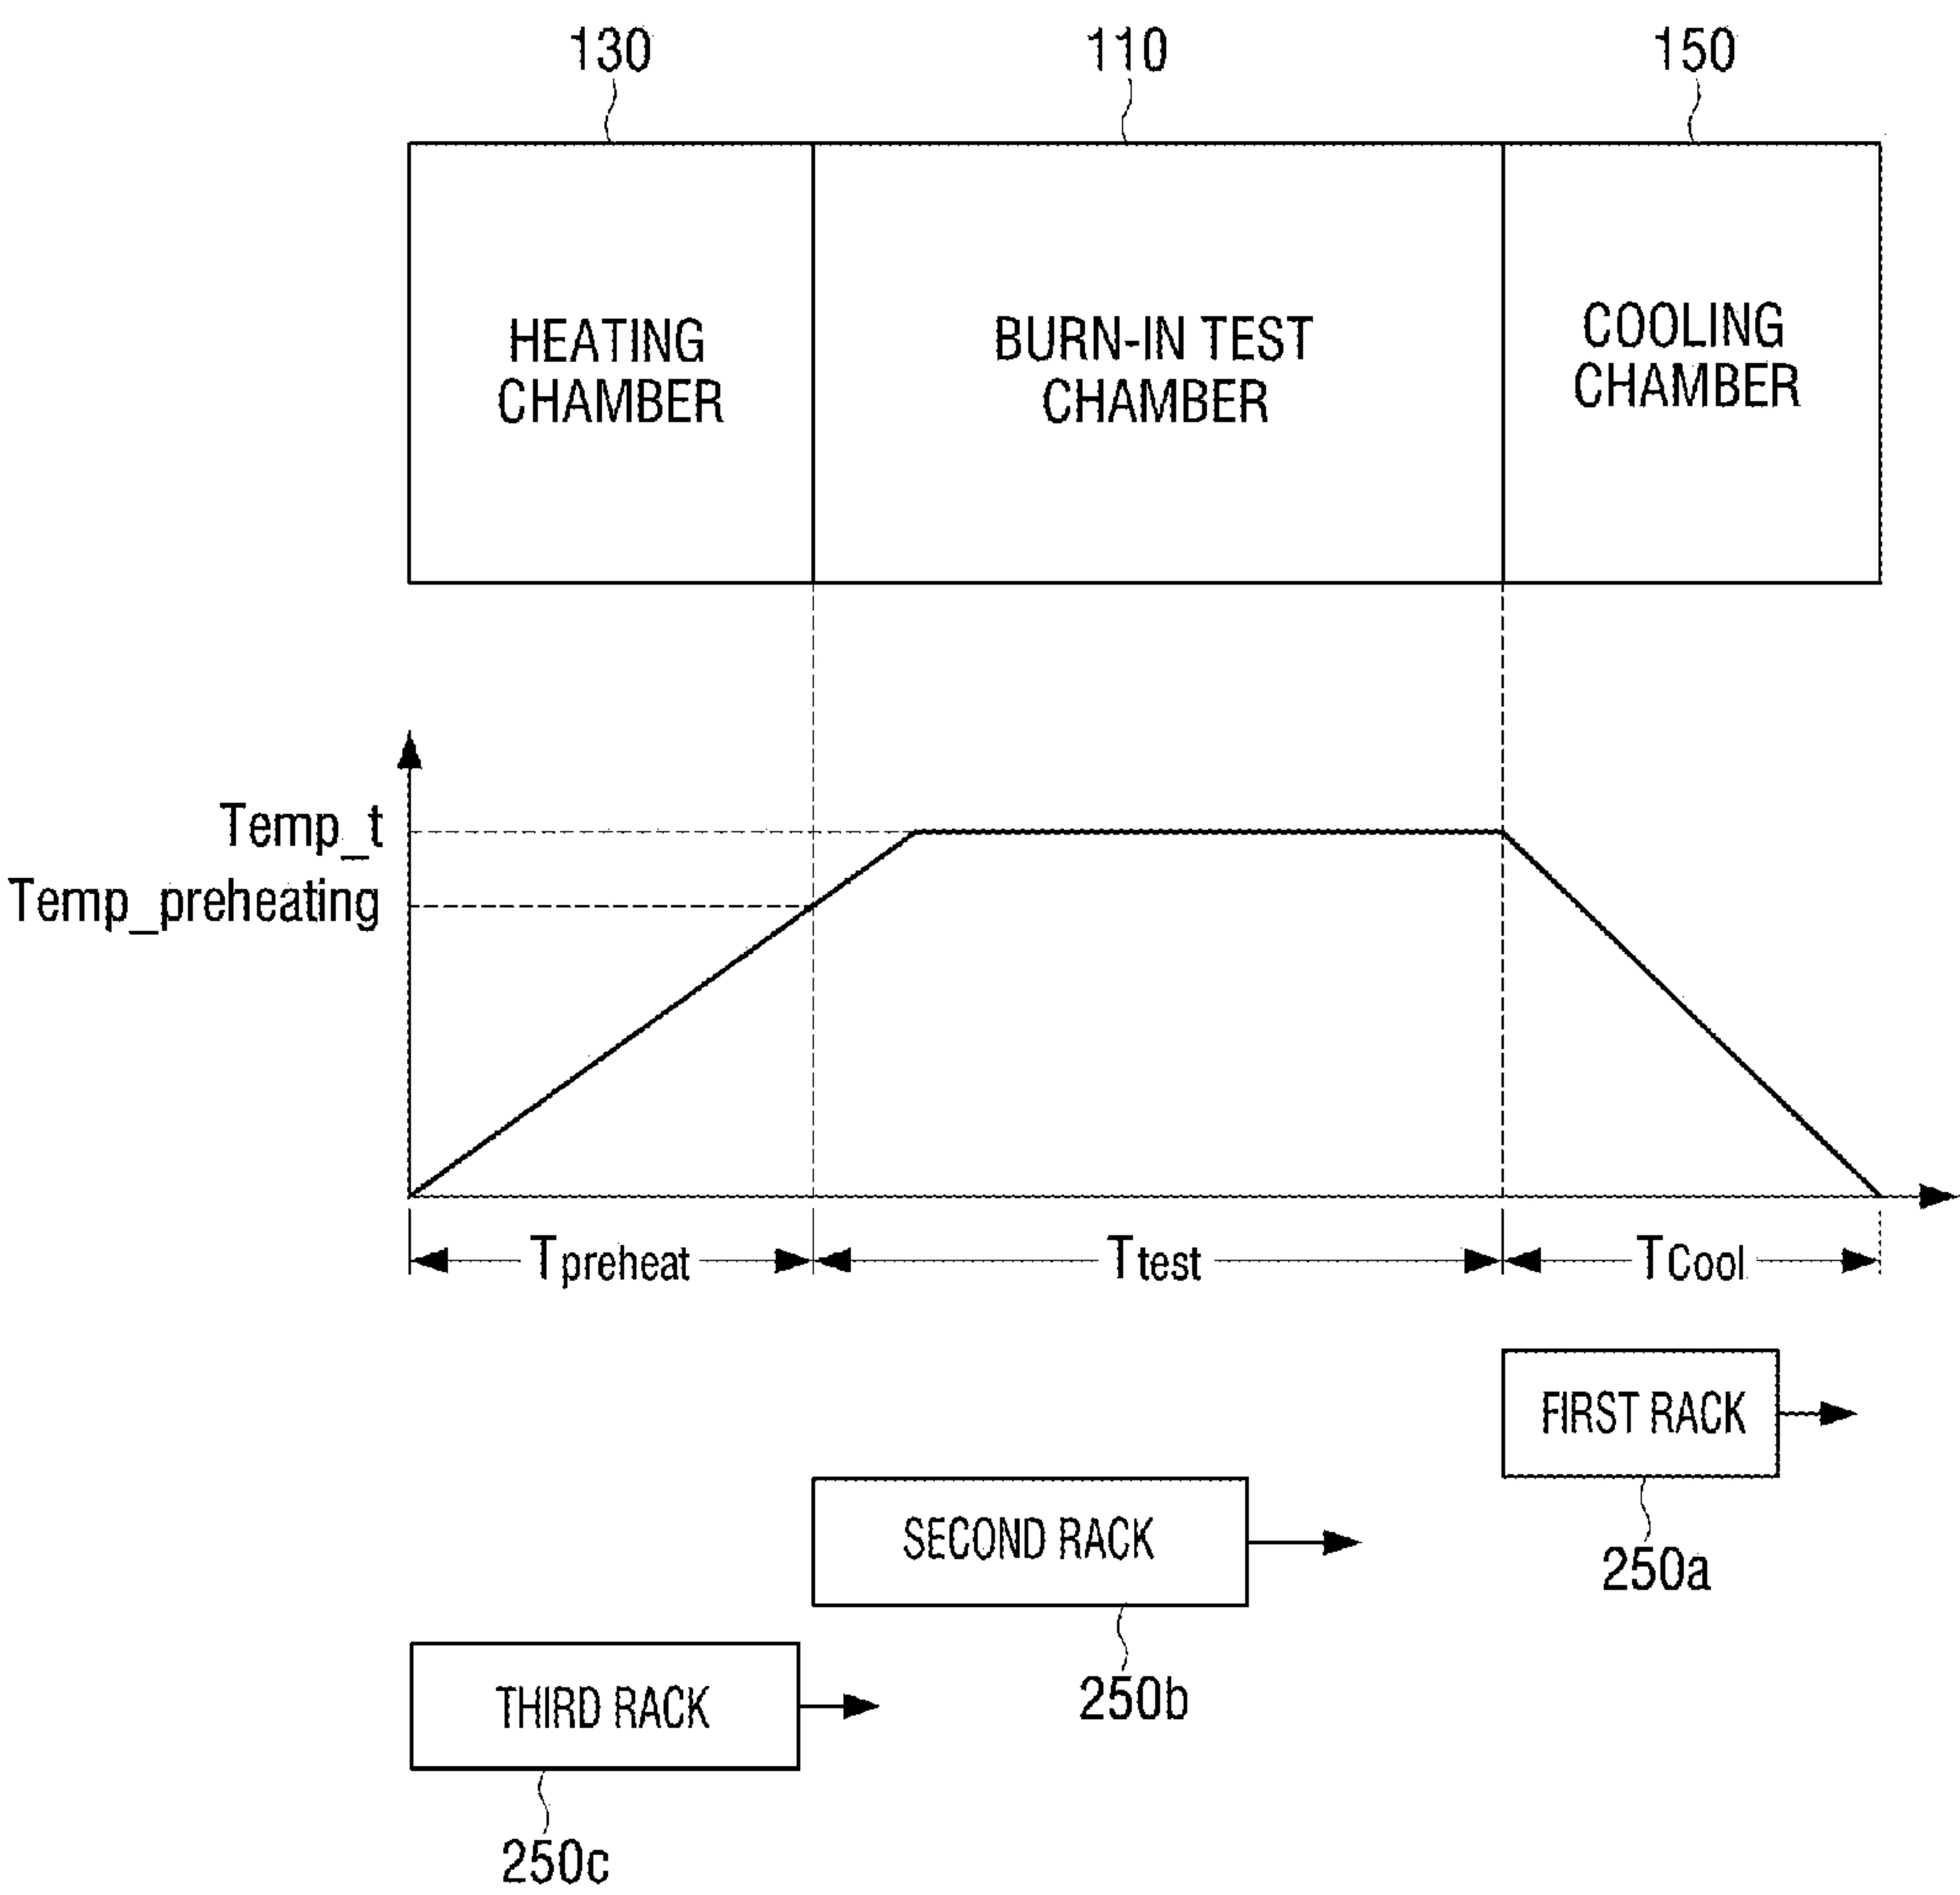 130
110
150
HEATING
CHAMBER
BURN-IN TEST
CHAMBER
COOLING
CHAMBER
Temp_t
Temp_preheating
Tpreheat
Ttest
TCool
FIRST RACK
250a
SECOND RACK
250b
THIRD RACK
250c